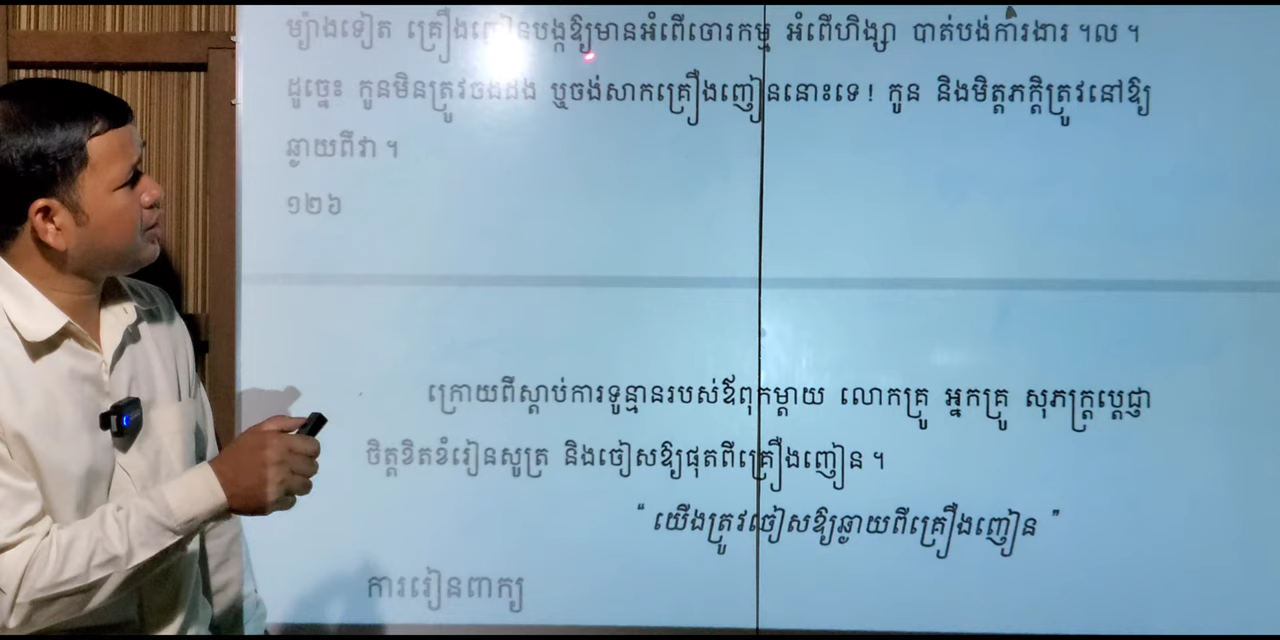 ម្យ៉ាងទៀត គ្រឿងញៀនបង្កឱ្យមានអំពើចោរកម្ម អំពើហិង្សា បាត់បង់ការងារ ។ល ។
ដូច្នេះ កូនមិនត្រូវចង់ដឹង ឬចង់សាកគ្រឿងញៀននោះទេ ! កូន និងមិត្តភក្តិត្រូវនៅឱ្យ
ឆ្ងាយពីវា ។
១២៦
ក្រោយពីស្តាប់ការទូន្មានរបស់ឪពុកម្តាយ លោកគ្រូ អ្នកគ្រូ សុភក្ត្រប្តេជ្ញា
ចិត្តខិតខំរៀនសូត្រ និងចៀសឱ្យផុតពីគ្រឿងញៀន ។
“ យើងត្រូវចៀសឱ្យឆ្ងាយពីគ្រឿងញៀន ”
ការរៀនពាក្យ